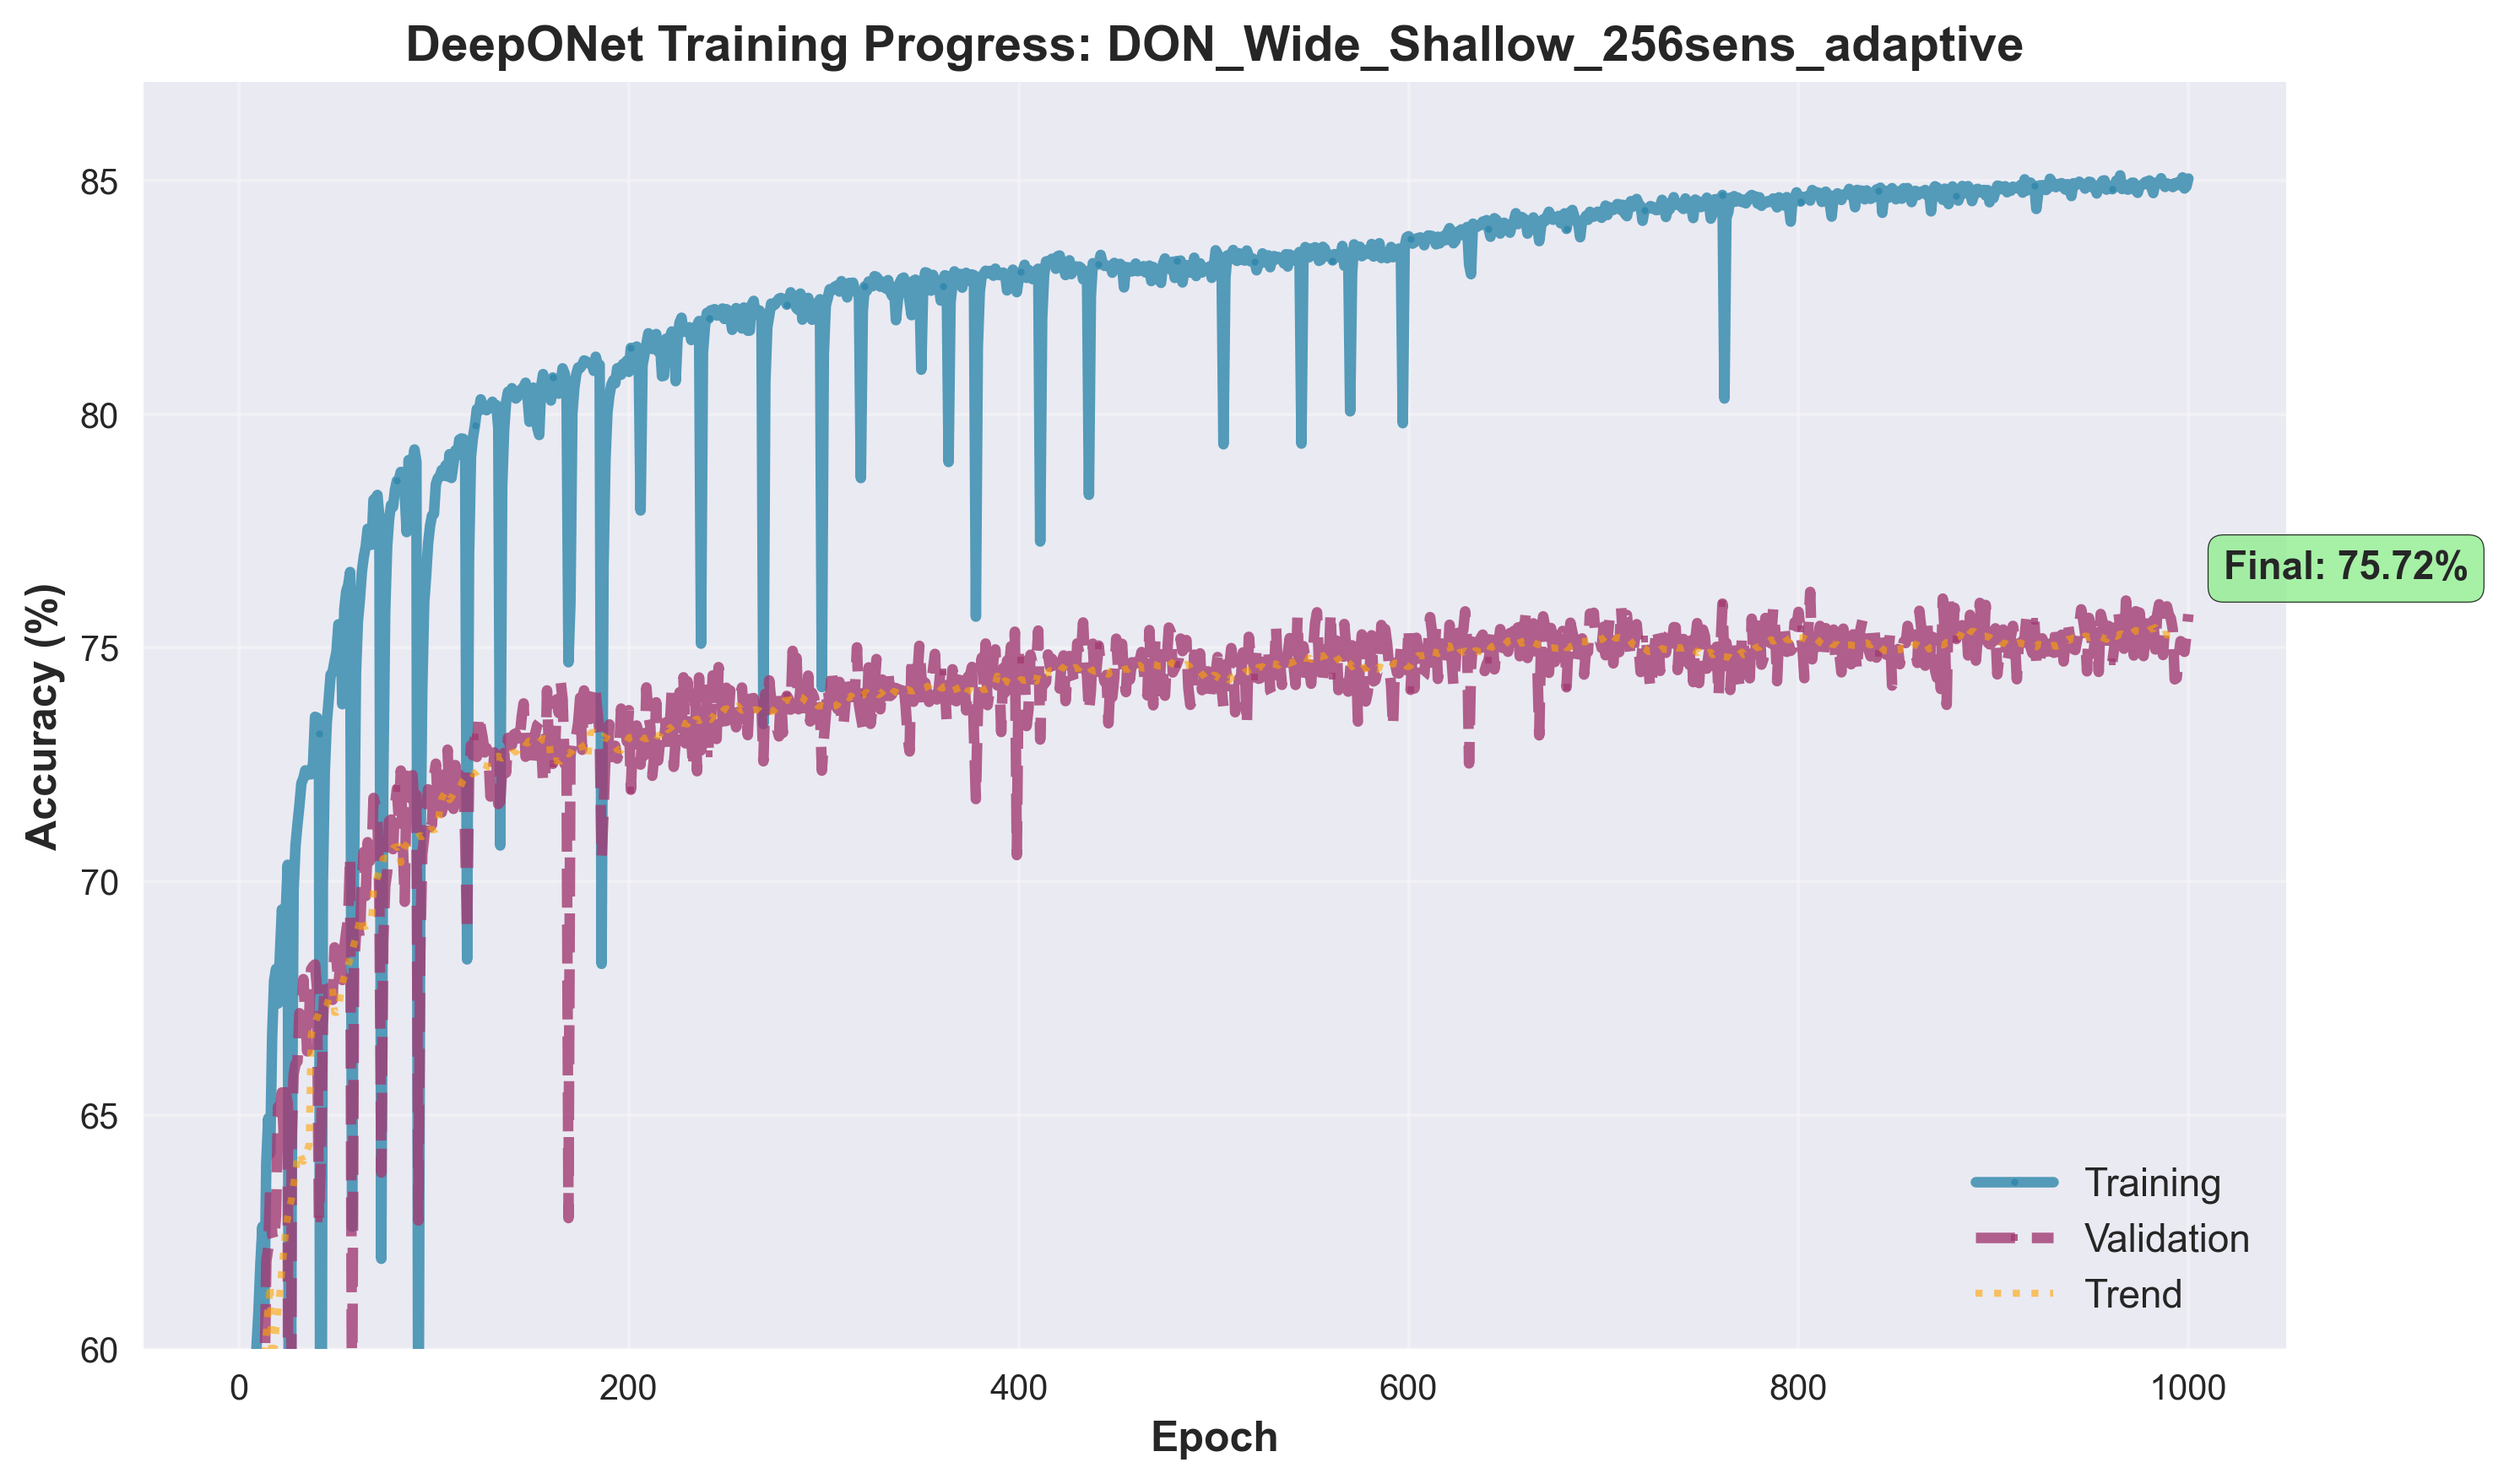 DeepONet Training Progress: DON_Wide_Shallow_256sens_adaptive
Accuracy (%)
85
80
75
70
65
60
Final: 75.72%
Training
Validation
Trend
0 200 400 600 800 1000
Epoch